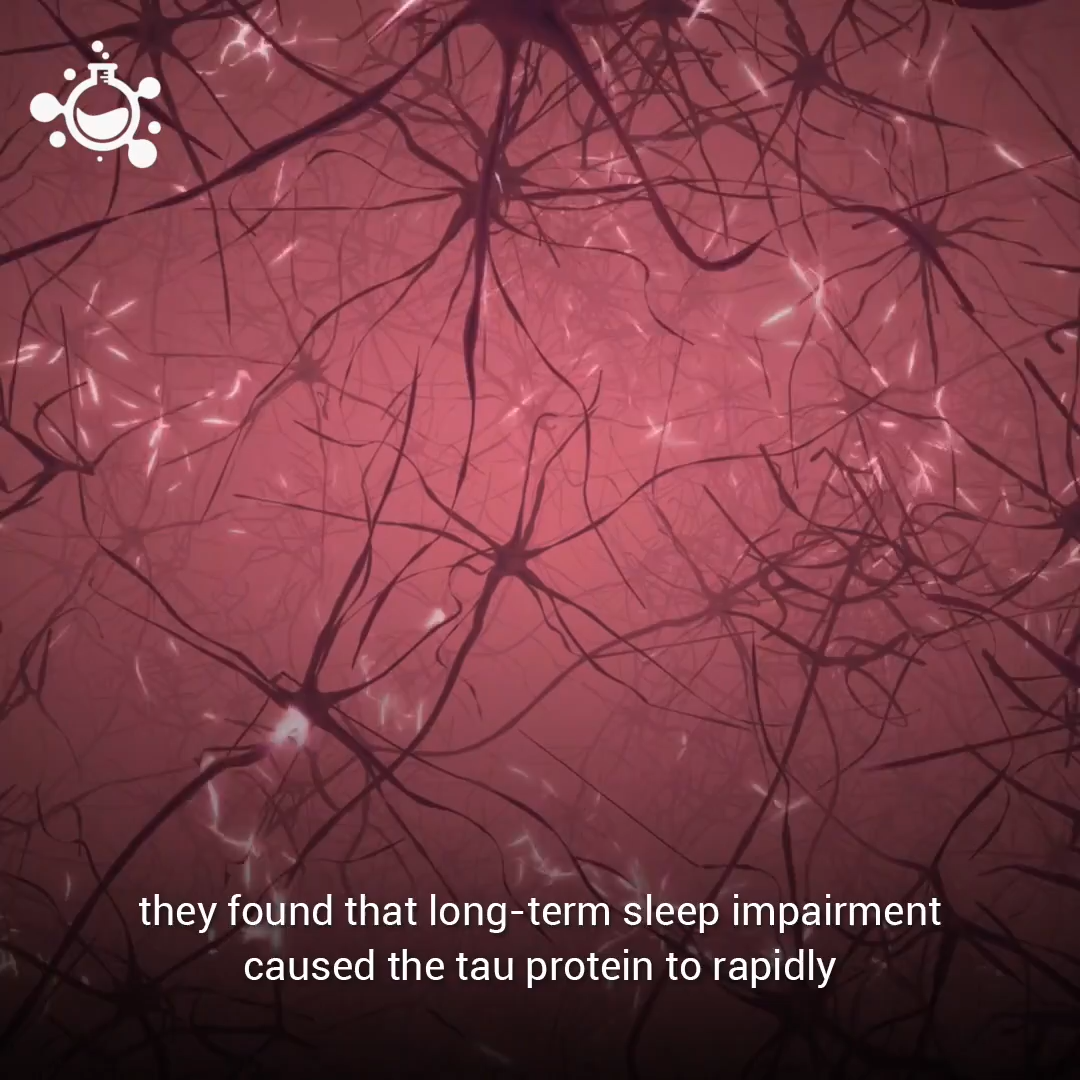 they found that long-term sleep impairment
caused the tau protein to rapidly